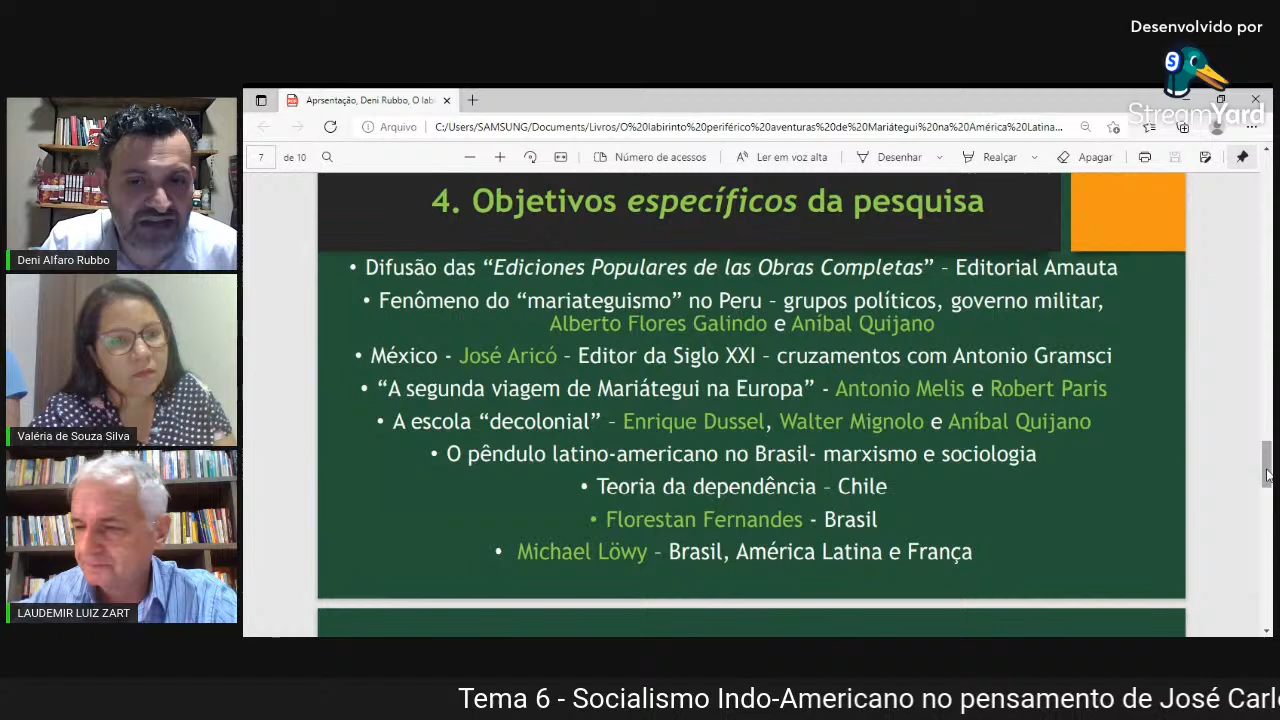 Desenvolvido por
StreamYard
Aprsentação, Deni Rubbo, O lab
Arquivo
C:/Users/SAMSUNG/Documents/Livros/O%20labirinto%20periférico%20aventuras%20de%20Mariátegui%20na%20América%20Latina...
7 de 10
Número de acessos
Ler em voz alta
Desenhar
Realçar
Apagar
4. Objetivos específicos da pesquisa
• Difusão das “Ediciones Populares de las Obras Completas” – Editorial Amauta
• Fenômeno do “mariateguismo” no Peru – grupos políticos, governo militar,
Alberto Flores Galindo e Aníbal Quijano
• México - José Aricó – Editor da Siglo XXI – cruzamentos com Antonio Gramsci
• “A segunda viagem de Mariátegui na Europa” - Antonio Melis e Robert Paris
• A escola “decolonial” – Enrique Dussel, Walter Mignolo e Aníbal Quijano
• O pêndulo latino-americano no Brasil- marxismo e sociologia
• Teoria da dependência – Chile
• Florestan Fernandes - Brasil
• Michael Löwy – Brasil, América Latina e França
Deni Alfaro Rubbo
Valéria de Souza Silva
LAUDEMIR LUIZ ZART
Tema 6 - Socialismo Indo-Americano no pensamento de José Carl